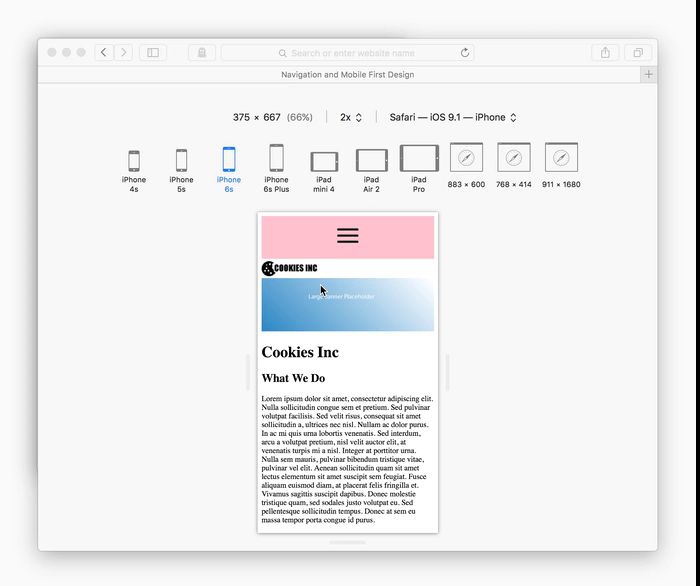 Search or enter website name
Navigation and Mobile First Design
375 × 667 (66%) 2x Safari — iOS 9.1 — iPhone
iPhone 4s
iPhone 5s
iPhone 6s
iPhone 6s Plus
iPad mini 4
iPad Air 2
iPad Pro
883 × 600
768 × 414
911 × 1680
COOKIES INC
Large Banner Placeholder
Cookies Inc
What We Do
Lorem ipsum dolor sit amet, consectetur adipiscing elit.
Nulla sollicitudin congue sem et pretium. Sed pulvinar
volutpat facilisis. Sed velit risus, consequat sit amet
sollicitudin a, ultrices nec nisl. Nullam ac dolor purus.
In ac mi quis urna lobortis venenatis. Sed interdum,
arcu a volutpat pretium, nisl velit auctor elit, at
venenatis turpis mi a nisl. Integer at porttitor urna.
Nulla sem mauris, pulvinar bibendum tristique vitae,
pulvinar vel elit. Aenean sollicitudin quam sit amet
lectus elementum sit amet suscipit sem feugiat. Fusce
aliquam euismod diam, at placerat felis fringilla et.
Vivamus sagittis suscipit dapibus. Donec molestie
tristique quam, sed sodales justo volutpat eu. Sed
pellentesque sollicitudin tempus. Donec at sem eu
massa tempor porta congue id purus.